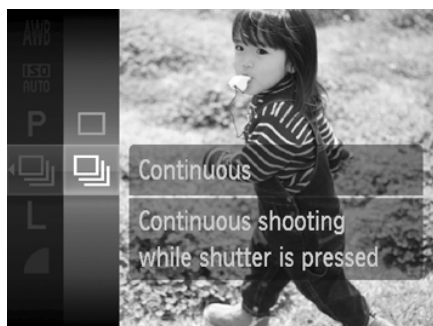 AWB
ISO
AUTO
P
Continuous
L
Continuous shooting
while shutter is pressed